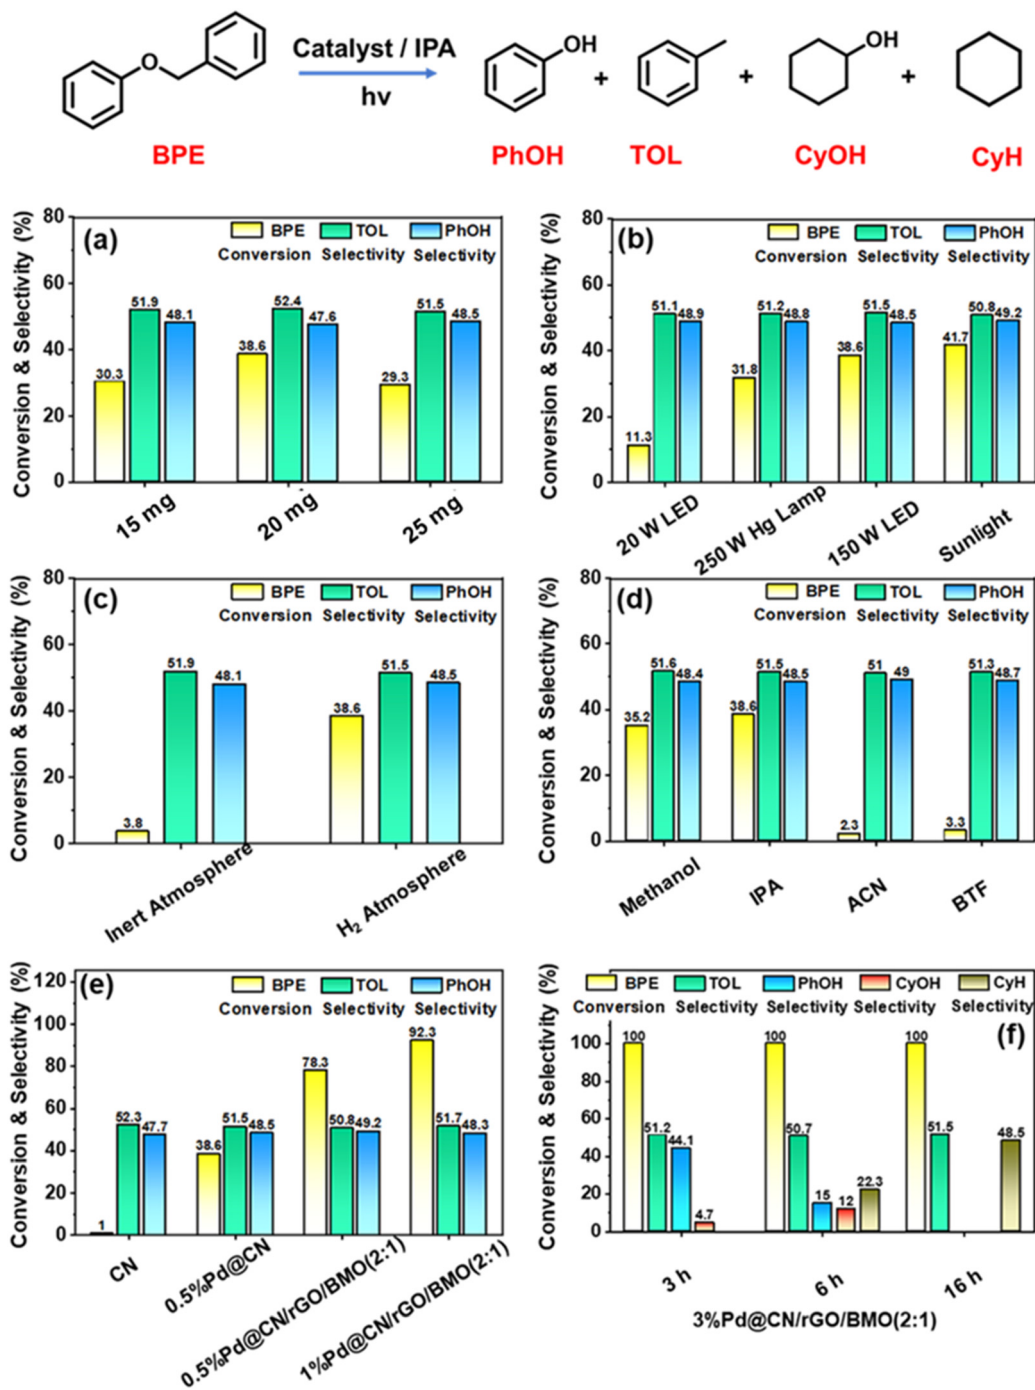 O
Catalyst / IPA
hv
OH
+
+
OH
+
BPE
PhOH
TOL
CyOH
CyH
(a)
BPE TOL PhOH
Conversion Selectivity Selectivity
Conversion & Selectivity (%)
80
60
40
20
0
30.3 51.9 48.1
38.6 52.4 47.6
29.3 51.5 48.5
15 mg
20 mg
25 mg
(b)
BPE TOL PhOH
Conversion Selectivity Selectivity
Conversion & Selectivity (%)
80
60
40
20
0
11.3 51.1 48.9
31.8 51.2 48.8
38.6 51.5 48.5
41.7 50.8 49.2
20 W LED
250 W Hg Lamp
150 W LED
Sunlight
(c)
BPE TOL PhOH
Conversion Selectivity Selectivity
Conversion & Selectivity (%)
80
60
40
20
0
3.8 51.9 48.1
38.6 51.5 48.5
Inert Atmosphere
H₂ Atmosphere
(d)
BPE TOL PhOH
Conversion Selectivity Selectivity
Conversion & Selectivity (%)
80
60
40
20
0
35.2 51.6 48.4
38.6 51.5 48.5
2.3 51 49
3.3 51.3 48.7
Methanol
IPA
ACN
BTF
(e)
BPE TOL PhOH
Conversion Selectivity Selectivity
Conversion & Selectivity (%)
120
100
80
60
40
20
0
1 52.3 47.7
38.6 51.5 48.5
78.3 50.8 49.2
92.3 51.7 48.3
CN
0.5%Pd@CN
0.5%Pd@CN/rGO/BMO(2:1)
1%Pd@CN/rGO/BMO(2:1)
BPE TOL PhOH CyOH CyH
Conversion Selectivity Selectivity Selectivity Selectivity
(f)
Conversion & Selectivity (%)
100
80
60
40
20
0
100 51.2 44.1 4.7
100 50.7 15 12 22.3
100 51.5 48.5
3 h
6 h
16 h
3%Pd@CN/rGO/BMO(2:1)